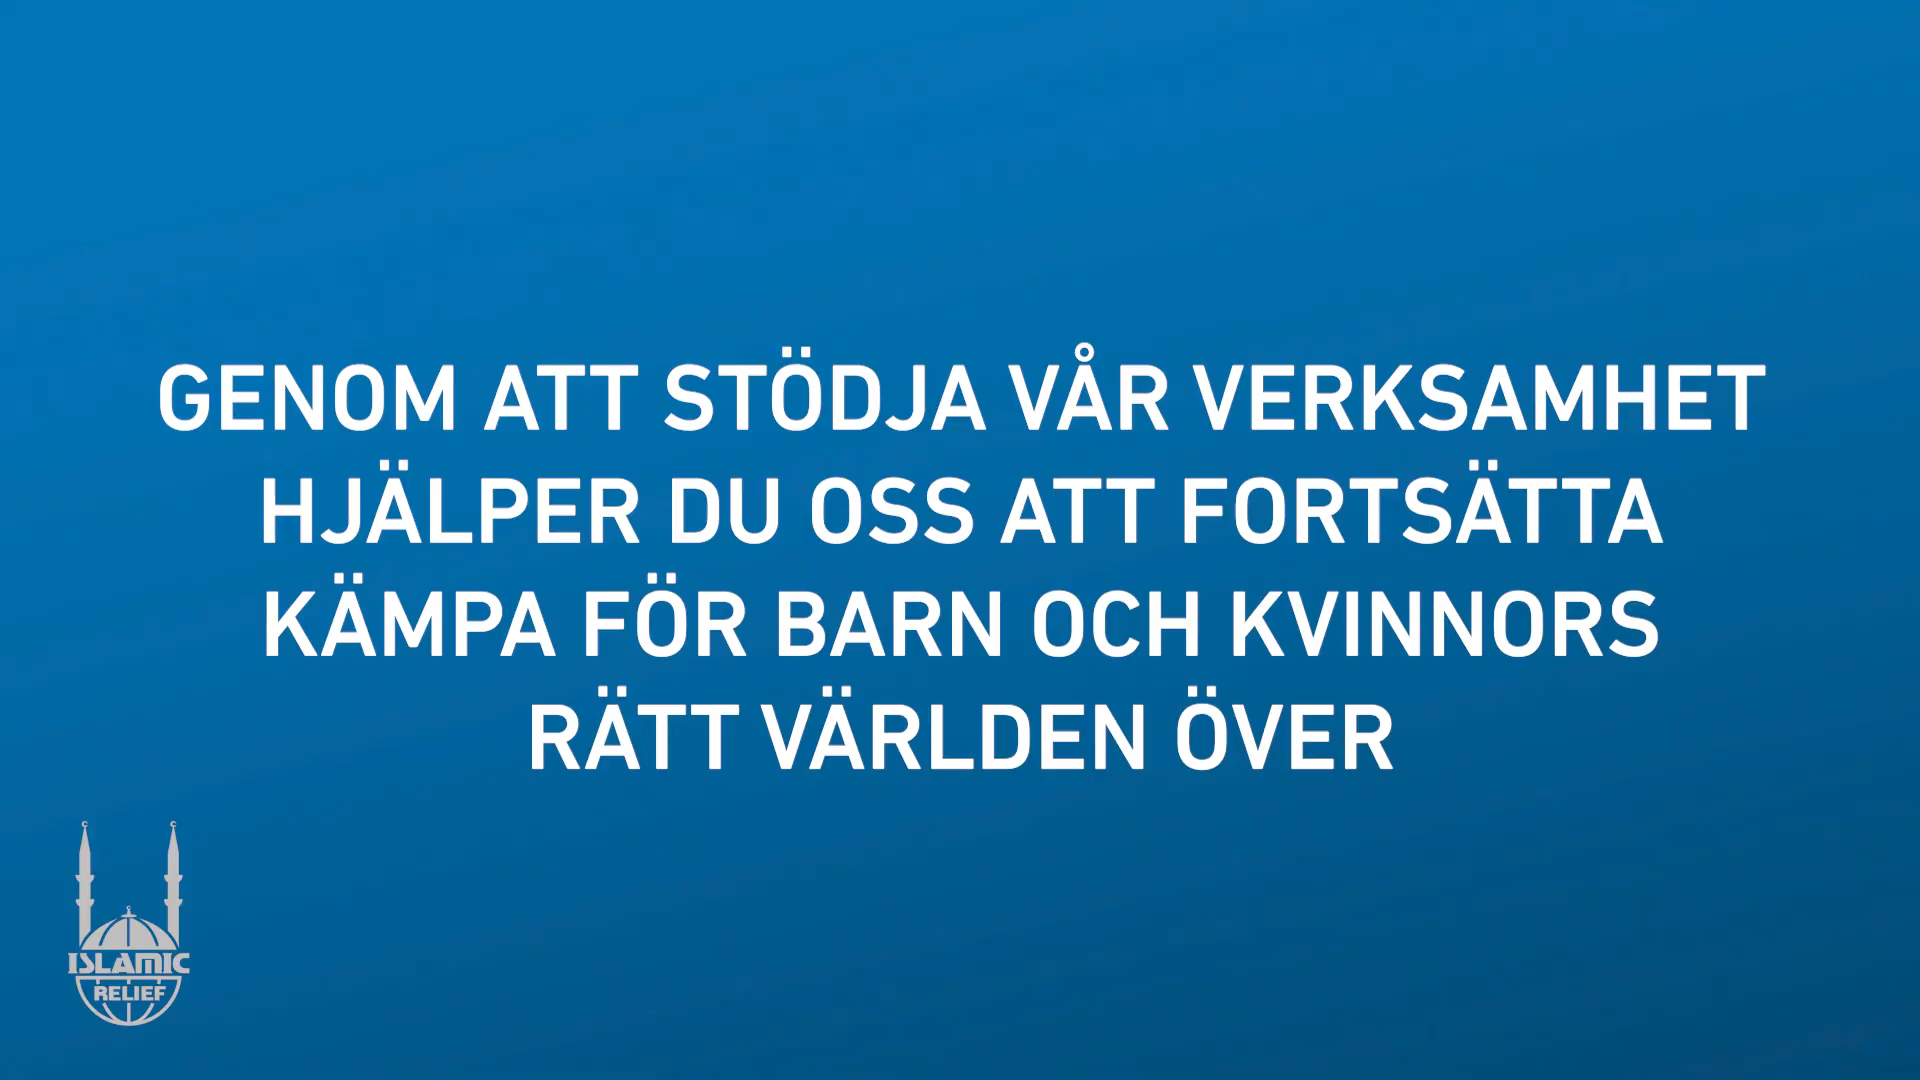 GENOM ATT STÖDJA VÅR VERKSAMHET
HJÄLPER DU OSS ATT FORTSÄTTA
KÄMPA FÖR BARN OCH KVINNORS
RÄTT VÄRLDEN ÖVER
ISLAMIC
RELIEF